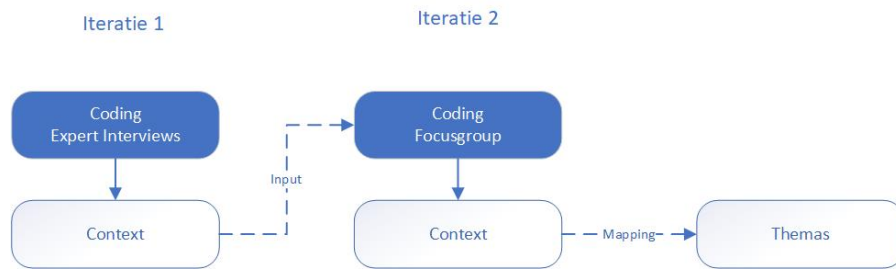 Iteratie 1
Iteratie 2
Coding
Expert Interviews
Coding
Focusgroup
Input
Context
Context
Mapping
Themas